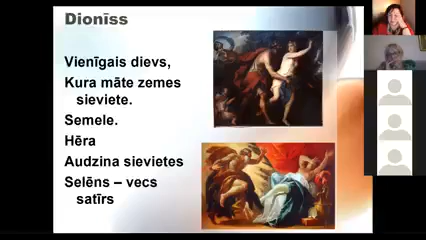 Dionīss
Vienīgais dievs,
Kura māte zemes
sieviete.
Semele.
Hēra
Audzina sievietes
Selēns – vecs
satīrs